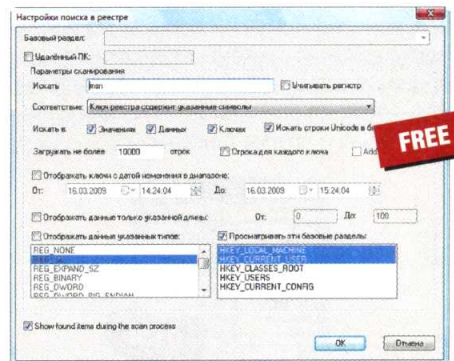 Настройки поиска в реестре
Базовый раздел:
Удалённый ПК:
Параметры сканирования
Искать Iran Учитывать регистр
Соответствие: Ключ реестра содержит указанные символы
Искать в: Значениях Данных Ключах Искать строки Unicode в
Загружать не более 10000 строк Строка для каждого ключа Add
FREE
Отображать ключи с датой изменения в диапазоне:
От: 16.03.2009 14:24:04 До: 16.03.2009 15:24:04
Отображать данные только указанной длины: От: 0 До: 100
Отображать данные указанных типов: Просматривать эти базовые разделы:
REG_NONE HKEY_LOCAL_MACHINE
REG_SZ HKEY_CURRENT_USER
REG_EXPAND_SZ HKEY_CLASSES_ROOT
REG_BINARY HKEY_USERS
REG_DWORD HKEY_CURRENT_CONFIG
REG_DWORD_BIG_ENDIAN
Show found items during the scan process
OK Отмена